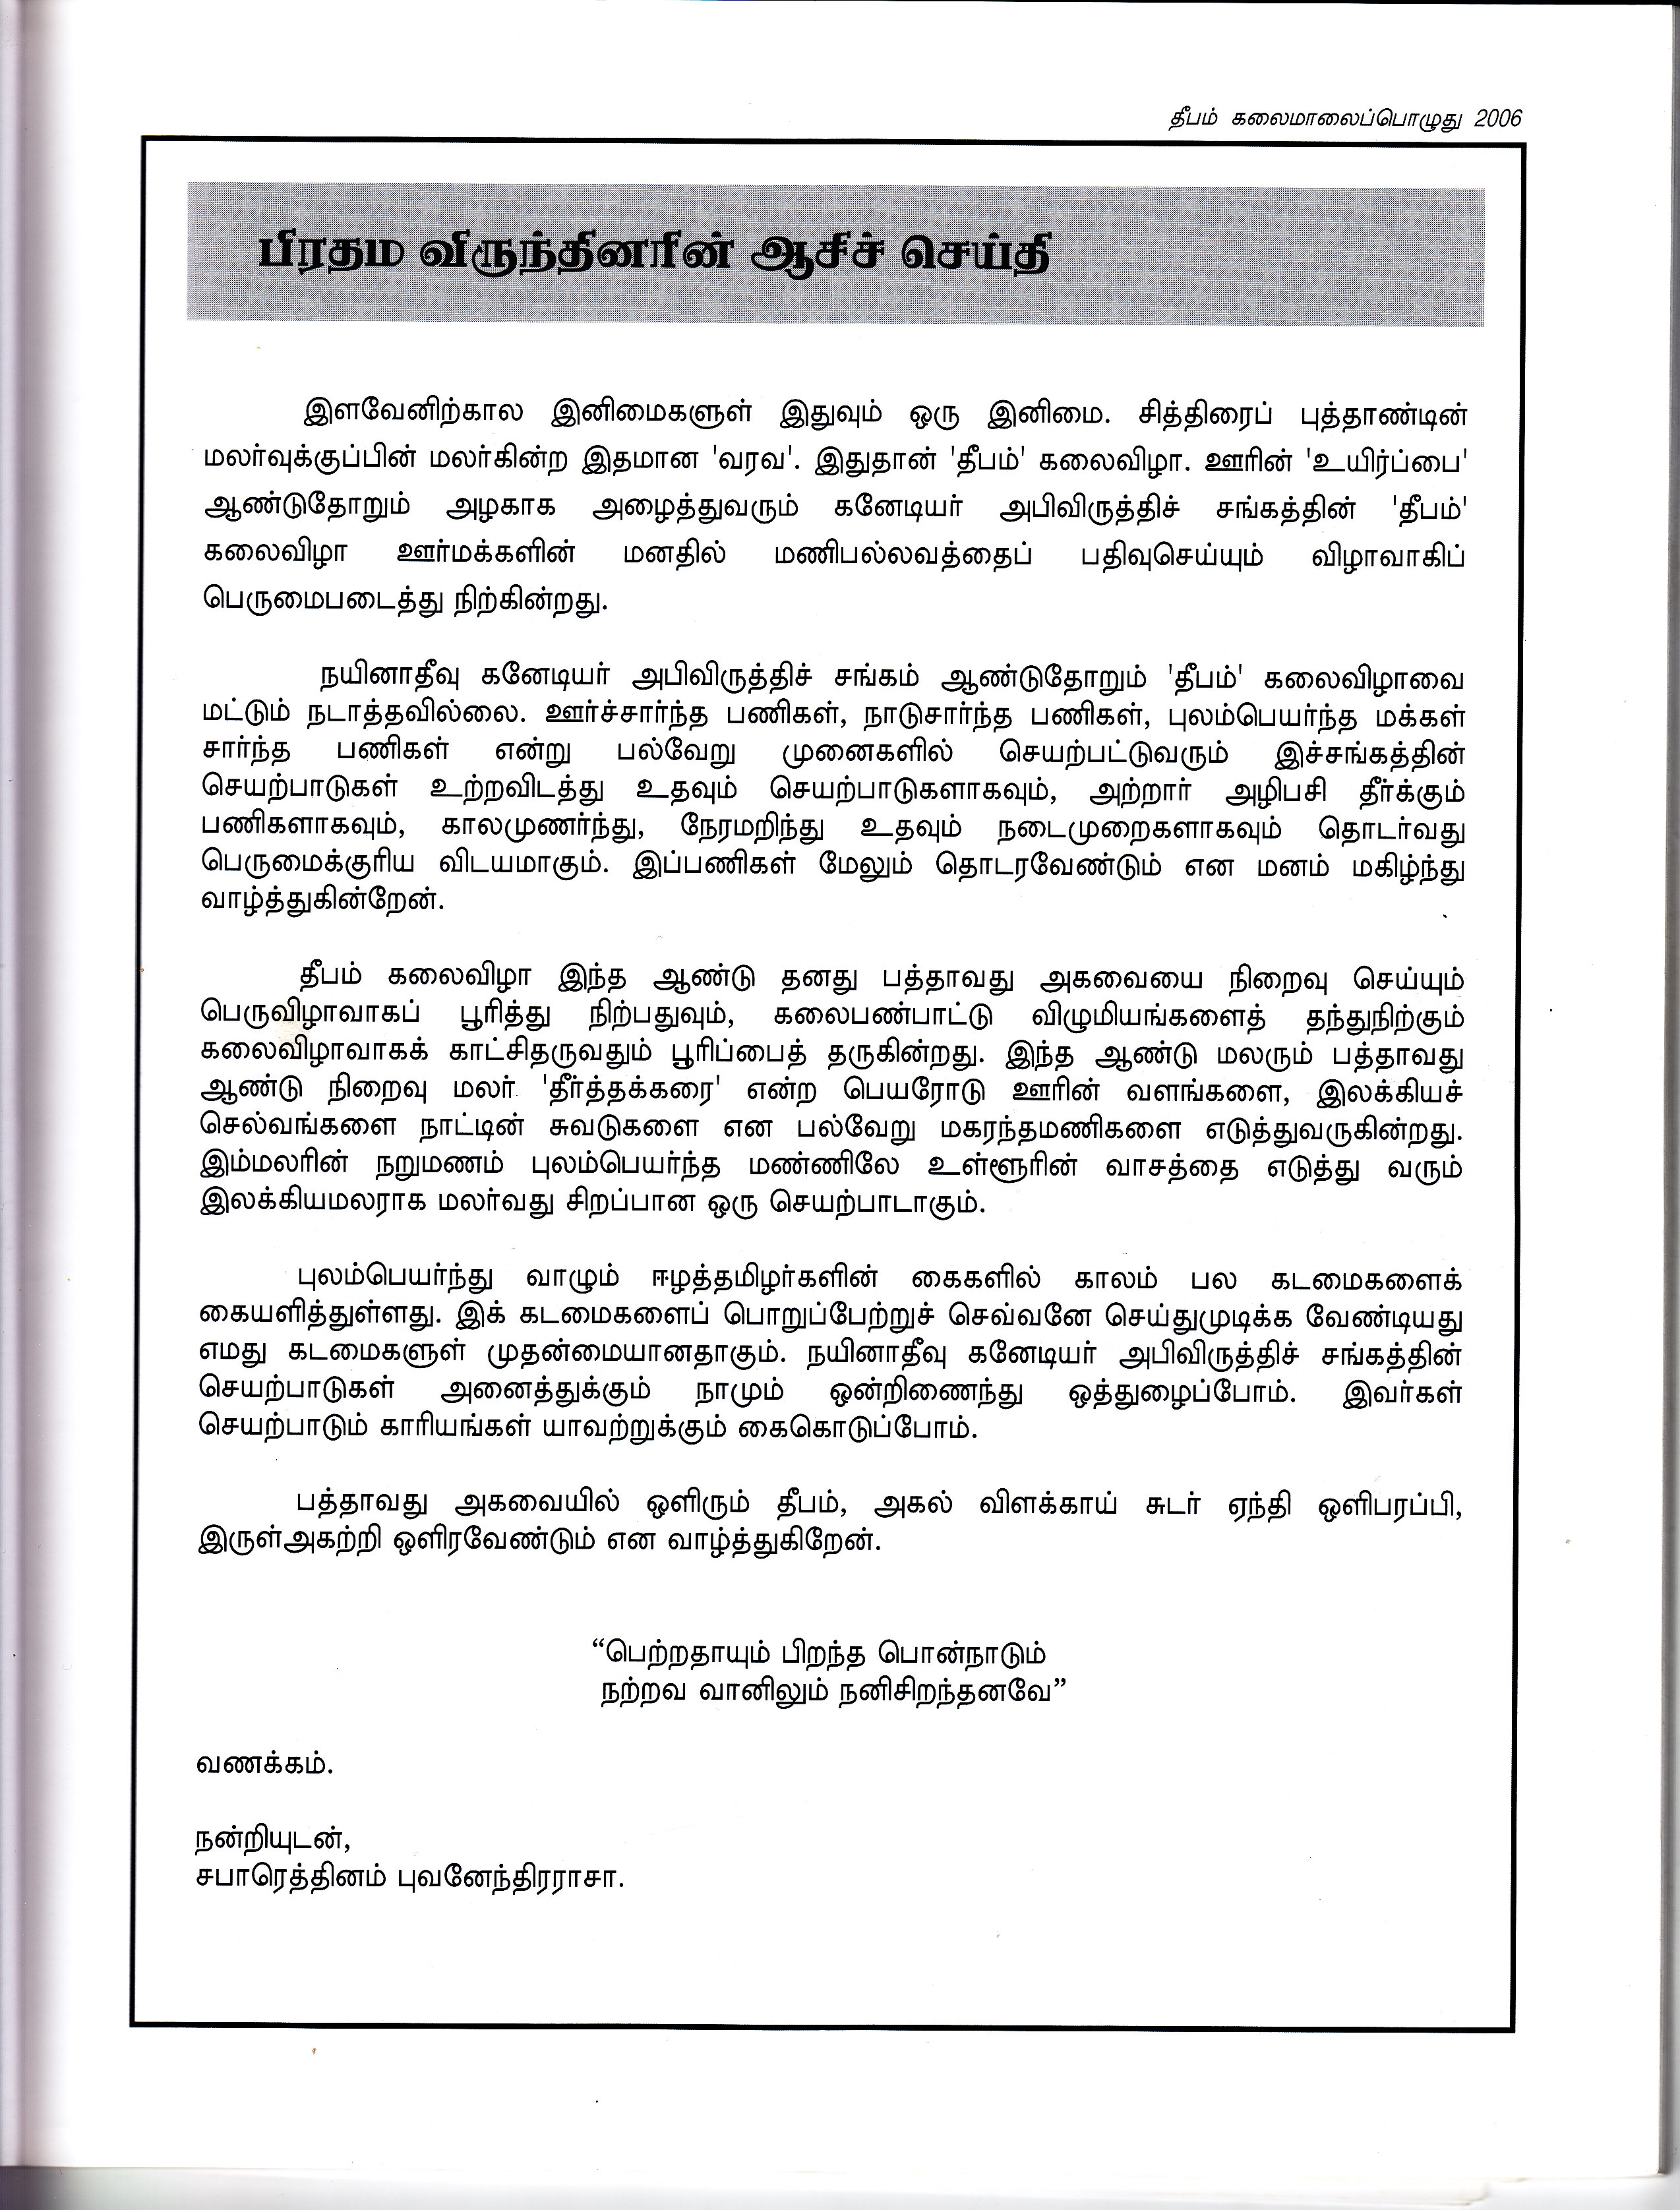 தீபம் கலைமாலைப்பொழுது 2006
பிரதம விருந்தினரின் ஆசிச் செய்தி
இளவேனிற்கால இனிமைகளுள் இதுவும் ஒரு இனிமை. சித்திரைப் புத்தாண்டின்
மலர்வுக்குப்பின் மலர்கின்ற இதமான 'வரவ'. இதுதான் 'தீபம்' கலைவிழா. ஊரின் 'உயிர்ப்பை'
ஆண்டுதோறும் அழகாக அழைத்துவரும் கனேடியர் அபிவிருத்திச் சங்கத்தின் 'தீபம்'
கலைவிழா ஊர்மக்களின் மனதில் மணிபல்லவத்தைப் பதிவுசெய்யும் விழாவாகிப்
பெருமைபடைத்து நிற்கின்றது.
நயினாதீவு கனேடியர் அபிவிருத்திச் சங்கம் ஆண்டுதோறும் 'தீபம்' கலைவிழாவை
மட்டும் நடாத்தவில்லை. ஊர்ச்சார்ந்த பணிகள், நாடுசார்ந்த பணிகள், புலம்பெயர்ந்த மக்கள்
சார்ந்த பணிகள் என்று பல்வேறு முனைகளில் செயற்பட்டுவரும் இச்சங்கத்தின்
செயற்பாடுகள் உற்றவிடத்து உதவும் செயற்பாடுகளாகவும், அற்றார் அழிபசி தீர்க்கும்
பணிகளாகவும், காலமுணர்ந்து, நேரமறிந்து உதவும் நடைமுறைகளாகவும் தொடர்வது
பெருமைக்குரிய விடயமாகும். இப்பணிகள் மேலும் தொடரவேண்டும் என மனம் மகிழ்ந்து
வாழ்த்துகின்றேன்.
தீபம் கலைவிழா இந்த ஆண்டு தனது பத்தாவது அகவையை நிறைவு செய்யும்
பெருவிழாவாகப் பூரித்து நிற்பதுவும், கலைபண்பாட்டு விழுமியங்களைத் தந்துநிற்கும்
கலைவிழாவாகக் காட்சிதருவதும் பூரிப்பைத் தருகின்றது. இந்த ஆண்டு மலரும் பத்தாவது
ஆண்டு நிறைவு மலர் 'தீர்த்தக்கரை' என்ற பெயரோடு ஊரின் வளங்களை, இலக்கியச்
செல்வங்களை நாட்டின் சுவடுகளை என பல்வேறு மகரந்தமணிகளை எடுத்துவருகின்றது.
இம்மலரின் நறுமணம் புலம்பெயர்ந்த மண்ணிலே உள்ளூரின் வாசத்தை எடுத்து வரும்
இலக்கியமலராக மலர்வது சிறப்பான ஒரு செயற்பாடாகும்.
புலம்பெயர்ந்து வாழும் ஈழத்தமிழர்களின் கைகளில் காலம் பல கடமைகளைக்
கையளித்துள்ளது. இக் கடமைகளைப் பொறுப்பேற்றுச் செவ்வனே செய்துமுடிக்க வேண்டியது
எமது கடமைகளுள் முதன்மையானதாகும். நயினாதீவு கனேடியர் அபிவிருத்திச் சங்கத்தின்
செயற்பாடுகள் அனைத்துக்கும் நாமும் ஒன்றிணைந்து ஒத்துழைப்போம். இவர்கள்
செயற்பாடும் காரியங்கள் யாவற்றுக்கும் கைகொடுப்போம்.
பத்தாவது அகவையில் ஒளிரும் தீபம், அகல் விளக்காய் சுடர் ஏந்தி ஒளிபரப்பி,
இருள்அகற்றி ஒளிரவேண்டும் என வாழ்த்துகிறேன்.
“பெற்றதாயும் பிறந்த பொன்நாடும்
நற்றவ வானிலும் நனிசிறந்தனவே”
வணக்கம்.
நன்றியுடன்,
சபாரெத்தினம் புவனேந்திரராசா.